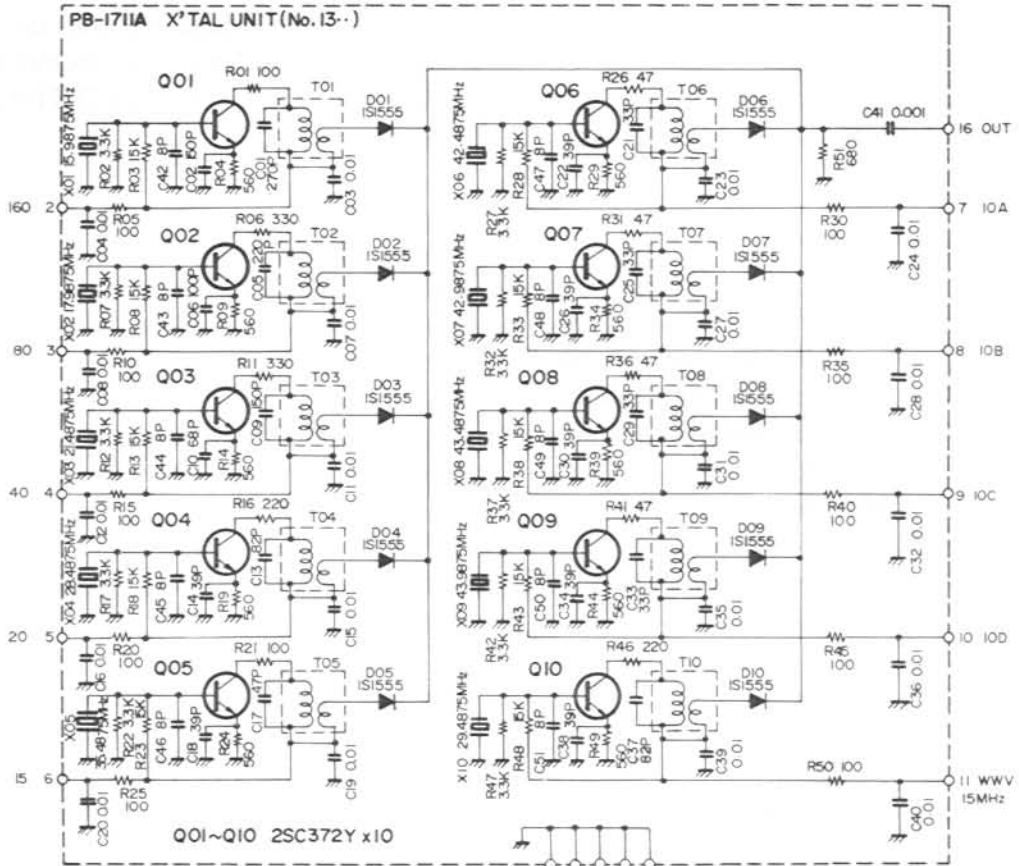 PB-1711A X'TAL UNIT (No.13··)
Q01
R01 100
T01
D01
1S1555
X01 15.9875MHz
R02 3.3K
R03 15K
C42 8P
C02 150P
R04
560
C01
270P
C03 0.01
160 2
R05
100
C04 0.01
Q02
R06 330
T02
D02
1S1555
X02 17.9875MHz
R07 3.3K
R08 15K
C43 8P
C06 100P
R09
560
C05 220P
C07 0.01
80 3
R10
100
C08 0.01
Q03
R11 330
T03
D03
1S1555
X03 21.4875MHz
R12 3.3K
R13 15K
C44 8P
C10 68P
R14
560
C09 150P
C11 0.01
40 4
R15
100
C12 0.01
Q04
R16 220
T04
D04
1S1555
X04 28.4875MHz
R17 3.3K
R18 15K
C45 8P
C14 39P
R19
560
C13 82P
C15 0.01
20 5
R20
100
C16 0.01
Q05
R21 100
T05
D05
1S1555
X05
35.4875MHz
R22 3.3K
R23 15K
C46 8P
C18 39P
R24
560
C17 47P
C19 0.01
15 6
R25
100
C20 0.01
Q01~Q10 2SC372Y x10
Q06
R26 47
T06
D06
1S1555
X06 42.4875MHz
R27
3.3K
R28 15K
C47 8P
C22 39P
R29
560
C21 33P
C23
0.01
C41 0.001
R51
680
16 OUT
R30
100
7 10A
C24 0.01
Q07
R31 47
T07
D07
1S1555
X07 42.9875MHz
R32
3.3K
R33 15K
C48 8P
C26 39P
R34
560
C25 33P
C27
0.01
R35
100
8 10B
C28 0.01
Q08
R36 47
T08
D08
1S1555
X08 43.4875MHz
R37
3.3K
R38 15K
C49 8P
C30 39P
R39
560
C29 33P
C31
0.01
R40
100
9 10C
C32 0.01
Q09
R41 47
T09
D09
1S1555
X09 43.9875MHz
R42
3.3K
R43 15K
C50 8P
C34 39P
R44
560
C33
33P
C35
0.01
R45
100
10 10D
C36 0.01
Q10
R46 220
T10
D10
1S1555
X10 29.4875MHz
R47
3.3K
R48 15K
C51 8P
C38 39P
R49
560
C37
82P
C39
0.01
R50 100
11 WWV
15MHz
C40
0.01